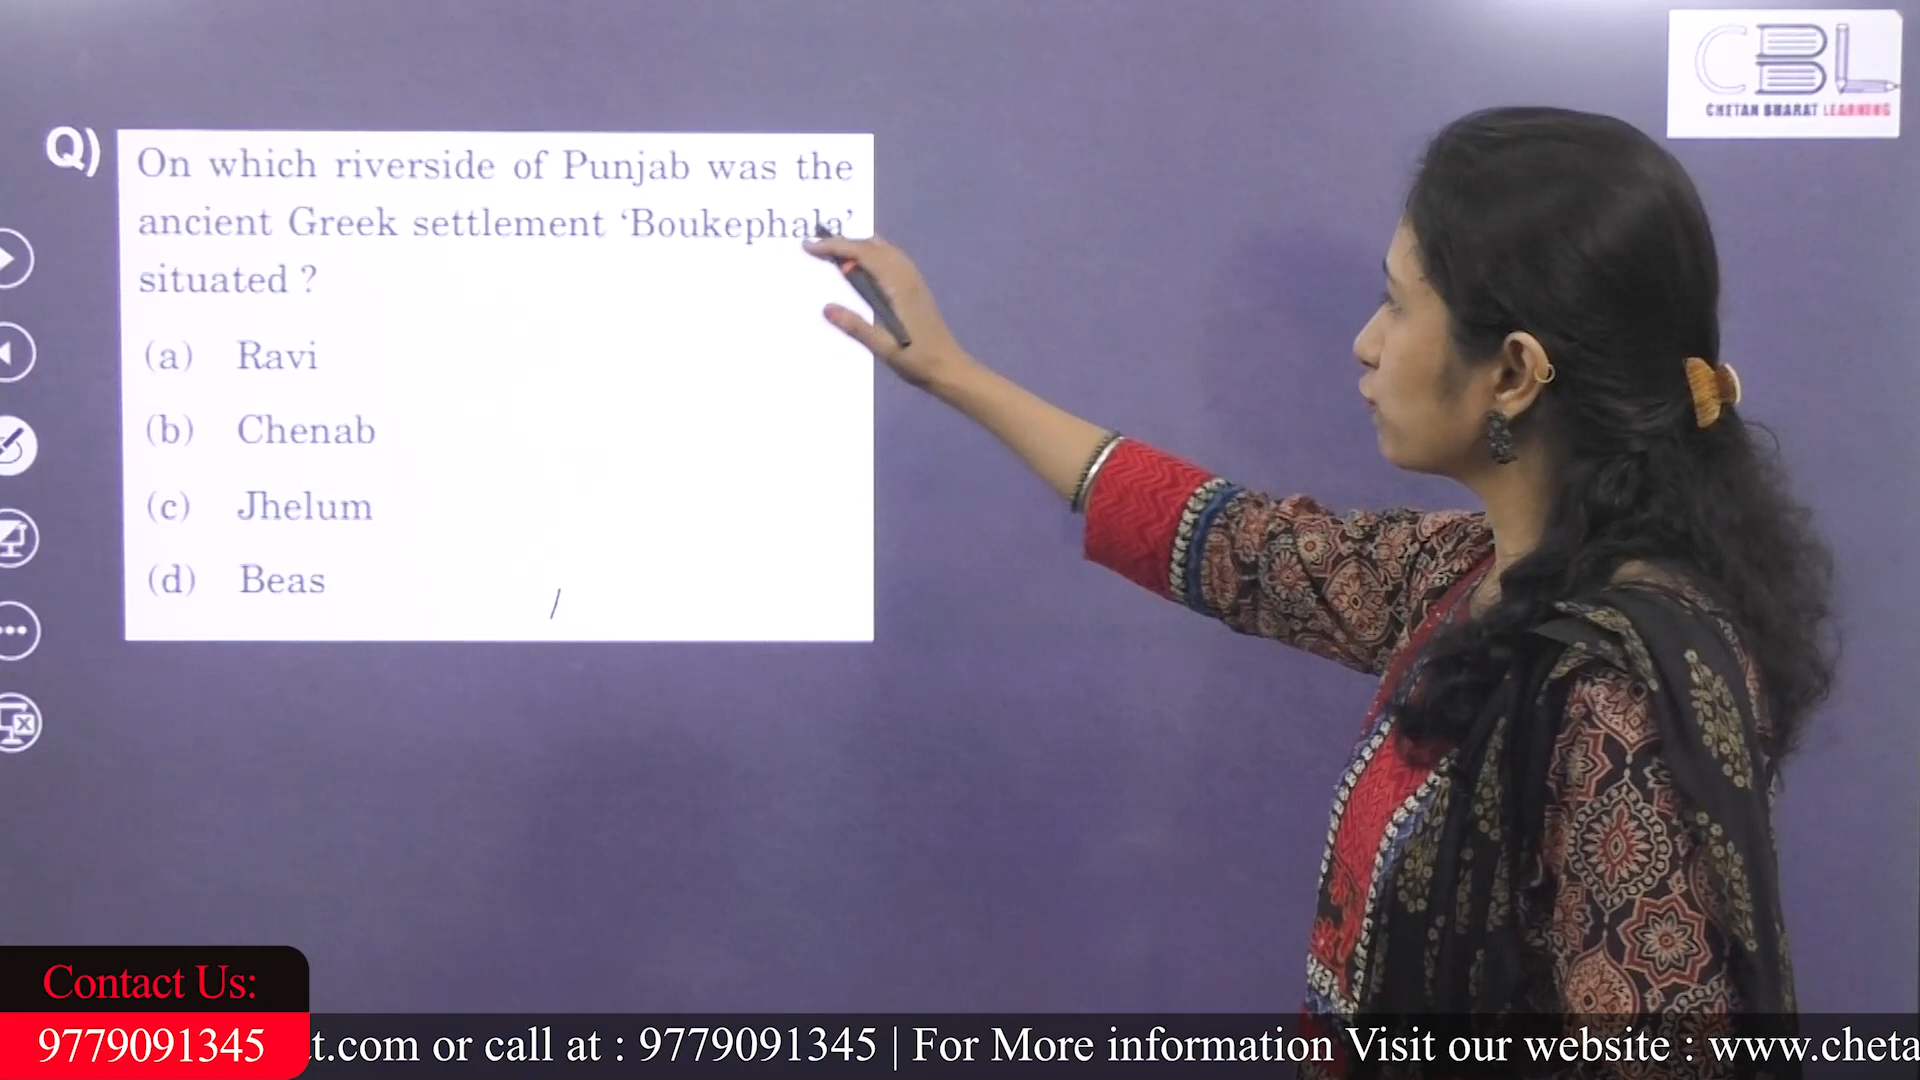 CBL
CHETAN BHARAT LEARNING
Q)
On which riverside of Punjab was the
ancient Greek settlement ‘Boukephala’
situated ?
(a) Ravi
(b) Chenab
(c) Jhelum
(d) Beas
Contact Us:
9779091345
t.com or call at : 9779091345 | For More information Visit our website : www.cheta